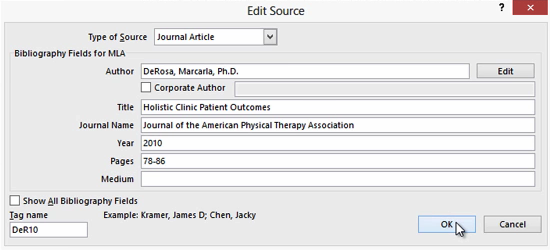 Edit Source
? ×
Type of Source Journal Article
Bibliography Fields for MLA
Author DeRosa, Marcarla, Ph.D. Edit
Corporate Author
Title Holistic Clinic Patient Outcomes
Journal Name Journal of the American Physical Therapy Association
Year 2010
Pages 78-86
Medium
Show All Bibliography Fields
Tag name Example: Kramer, James D; Chen, Jacky
DeR10 OK Cancel